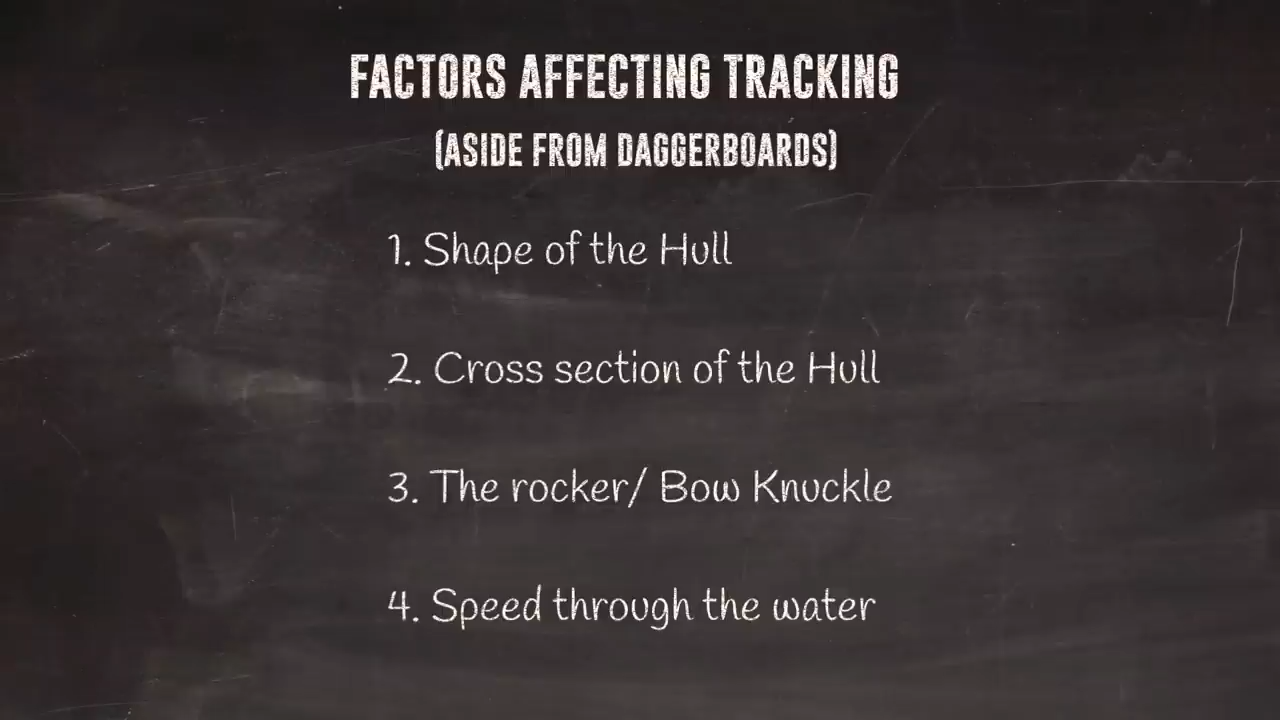 FACTORS AFFECTING TRACKING
(ASIDE FROM DAGGERBOARDS)
1. Shape of the Hull
2. Cross section of the Hull
3. The rocker/ Bow Knuckle
4. Speed through the water